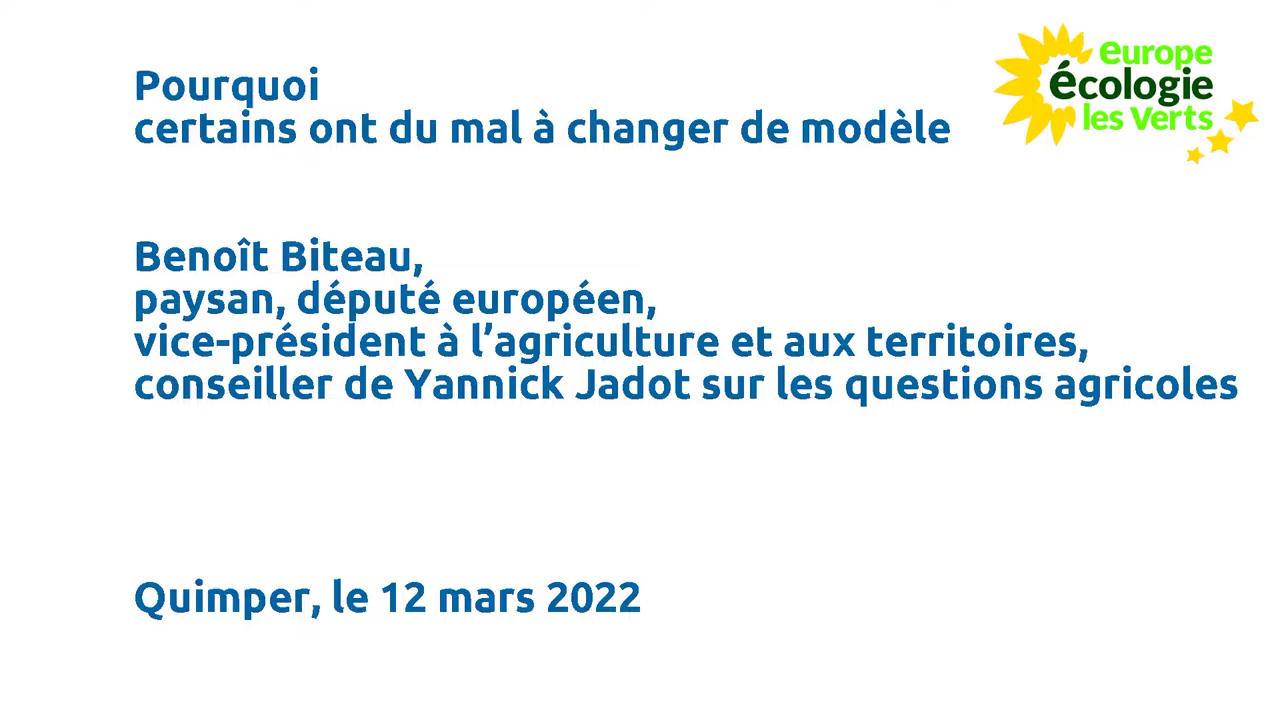 Pourquoi
certains ont du mal à changer de modèle
europe
écologie
les Verts
Benoît Biteau,
paysan, député européen,
vice-président à l’agriculture et aux territoires,
conseiller de Yannick Jadot sur les questions agricoles
Quimper, le 12 mars 2022